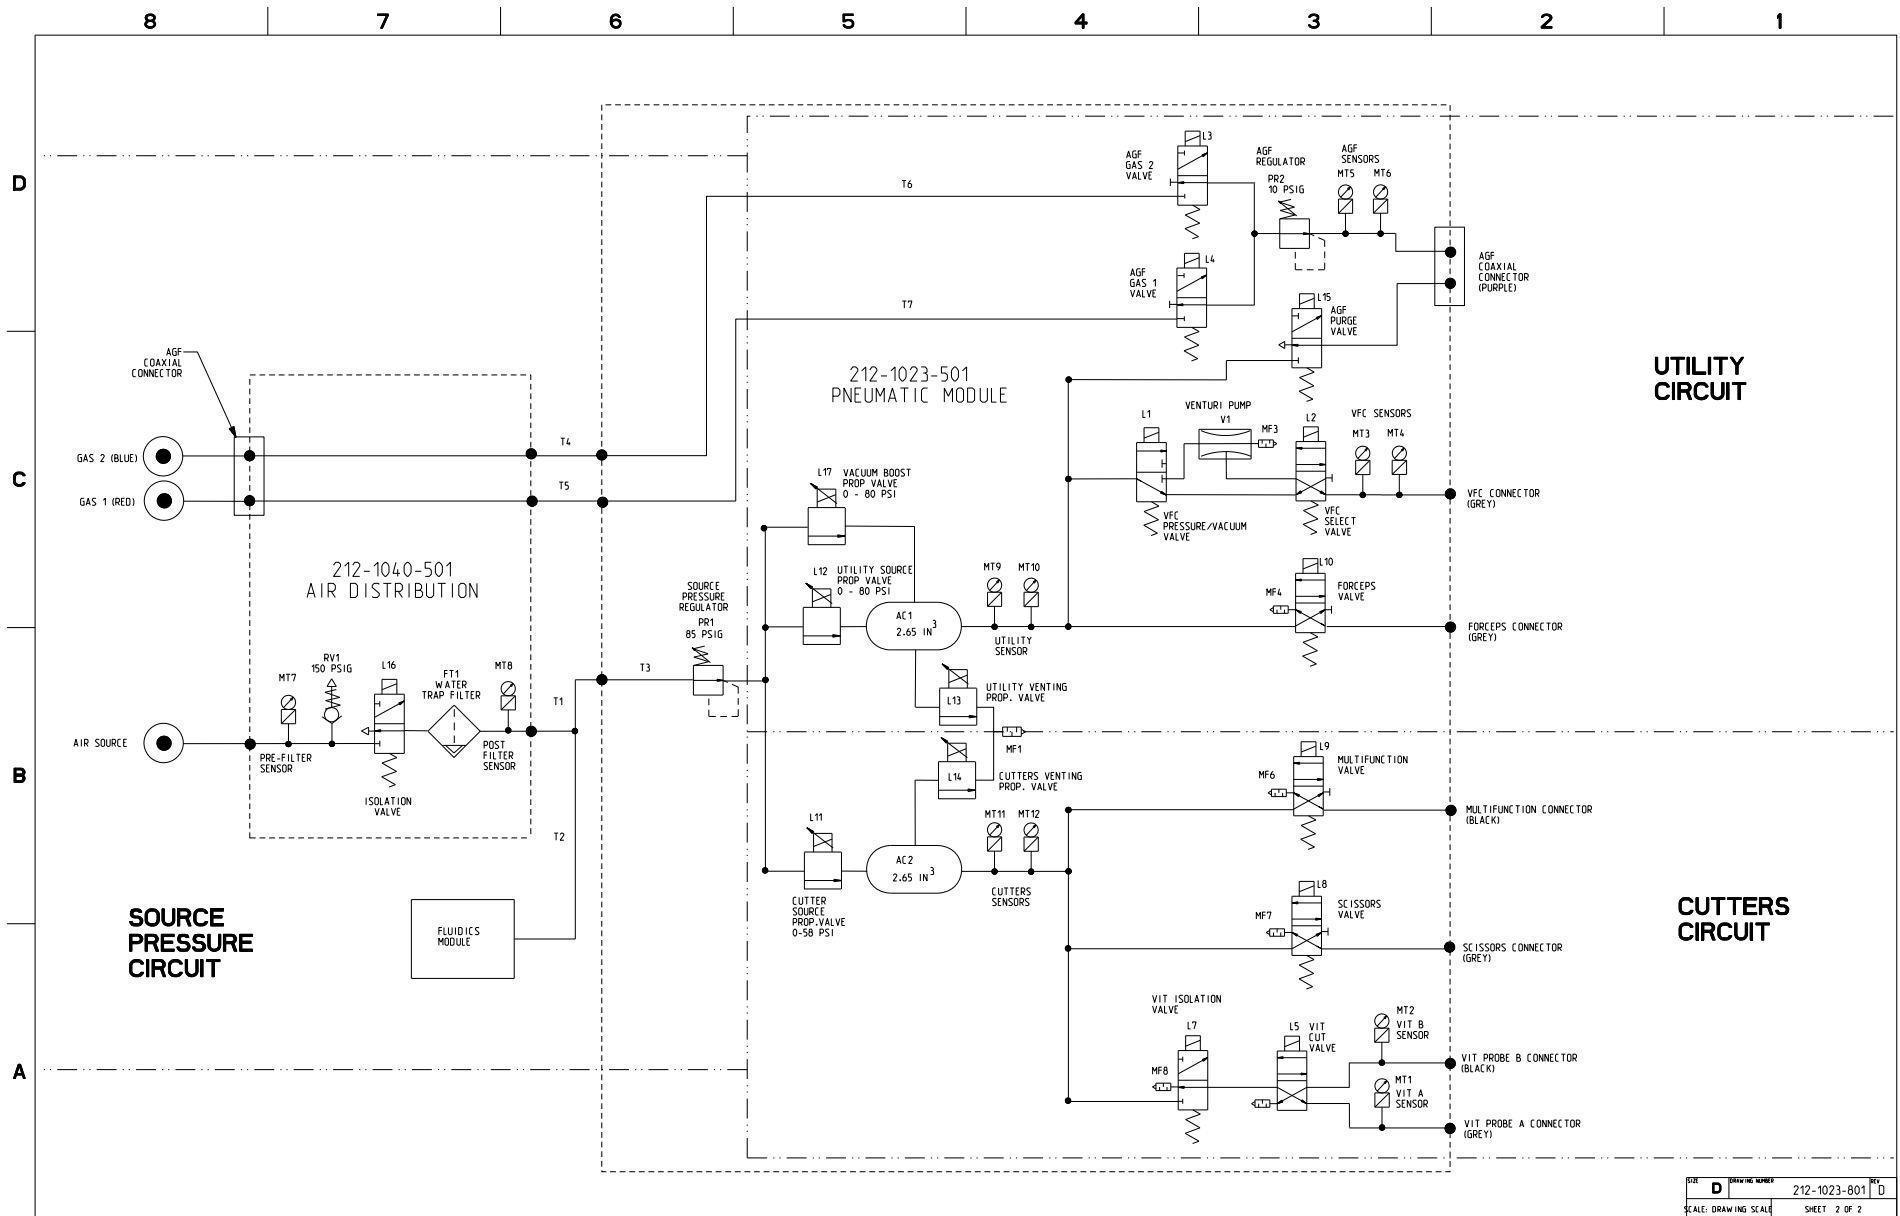 8 7 6 5 4 3 2 1
D
C
B
A
L3
AGF
GAS 2
VALVE
AGF
REGULATOR
PR2
10 PSIG
AGF
SENSORS
MT5 MT6
T6
L4
AGF
GAS 1
VALVE
T7
AGF
COAXIAL
CONNECTOR
(PURPLE)
L15
AGF
PURGE
VALVE
UTILITY
CIRCUIT
AGF
COAXIAL
CONNECTOR
212-1023-501
PNEUMATIC MODULE
GAS 2 (BLUE)
GAS 1 (RED)
T4
T5
L17
VACUUM BOOST
PROP VALVE
0 - 80 PSI
L1
VENTURI PUMP
V1
MF3
L2
VFC SENSORS
MT3 MT4
VFC
PRESSURE/VACUUM
VALVE
VFC
SELECT
VALVE
VFC CONNECTOR
(GREY)
212-1040-501
AIR DISTRIBUTION
SOURCE
PRESSURE
REGULATOR
PR1
85 PSIG
L12
UTILITY SOURCE
PROP VALVE
0 - 80 PSI
AC1
2.65 IN3
MT9 MT10
UTILITY
SENSOR
L10
FORCEPS
VALVE
MF4
FORCEPS CONNECTOR
(GREY)
MT7
RV1
150 PSIG
L16
FT1
WATER
TRAP FILTER
MT8
T1
T3
AIR SOURCE
PRE-FILTER
SENSOR
POST
FILTER
SENSOR
ISOLATION
VALVE
L13
UTILITY VENTING
PROP. VALVE
MF1
L14
CUTTERS VENTING
PROP. VALVE
L9
MULTIFUNCTION
VALVE
MF6
MULTIFUNCTION CONNECTOR
(BLACK)
T2
L11
AC2
2.65 IN3
MT11 MT12
CUTTERS
SENSORS
CUTTER
SOURCE
PROP.VALVE
0-58 PSI
L8
SCISSORS
VALVE
MF7
SCISSORS CONNECTOR
(GREY)
CUTTERS
CIRCUIT
SOURCE
PRESSURE
CIRCUIT
FLUIDICS
MODULE
VIT ISOLATION
VALVE
L7
MF8
L5
VIT
CUT
VALVE
MT2
VIT B
SENSOR
VIT PROBE B CONNECTOR
(BLACK)
MT1
VIT A
SENSOR
VIT PROBE A CONNECTOR
(GREY)
SIZE
D
DRAWING NUMBER
212-1023-801
REV
D
SCALE: DRAWING SCALE
SHEET 2 OF 2